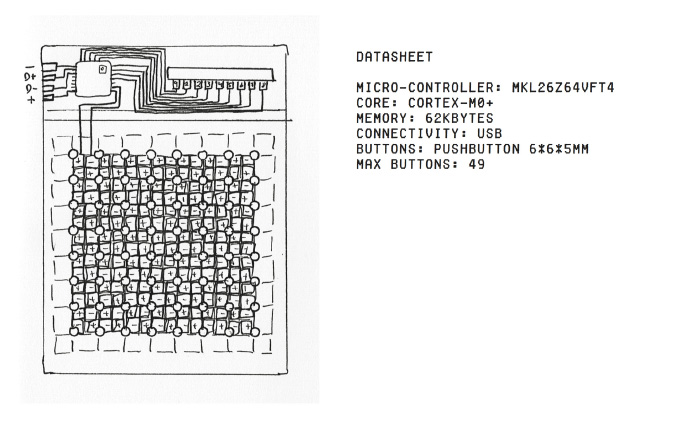 –
D+
D-
+
DATASHEET
MICRO-CONTROLLER: MKL26Z64VFT4
CORE: CORTEX-M0+
MEMORY: 62KBYTES
CONNECTIVITY: USB
BUTTONS: PUSHBUTTON 6*6*5MM
MAX BUTTONS: 49